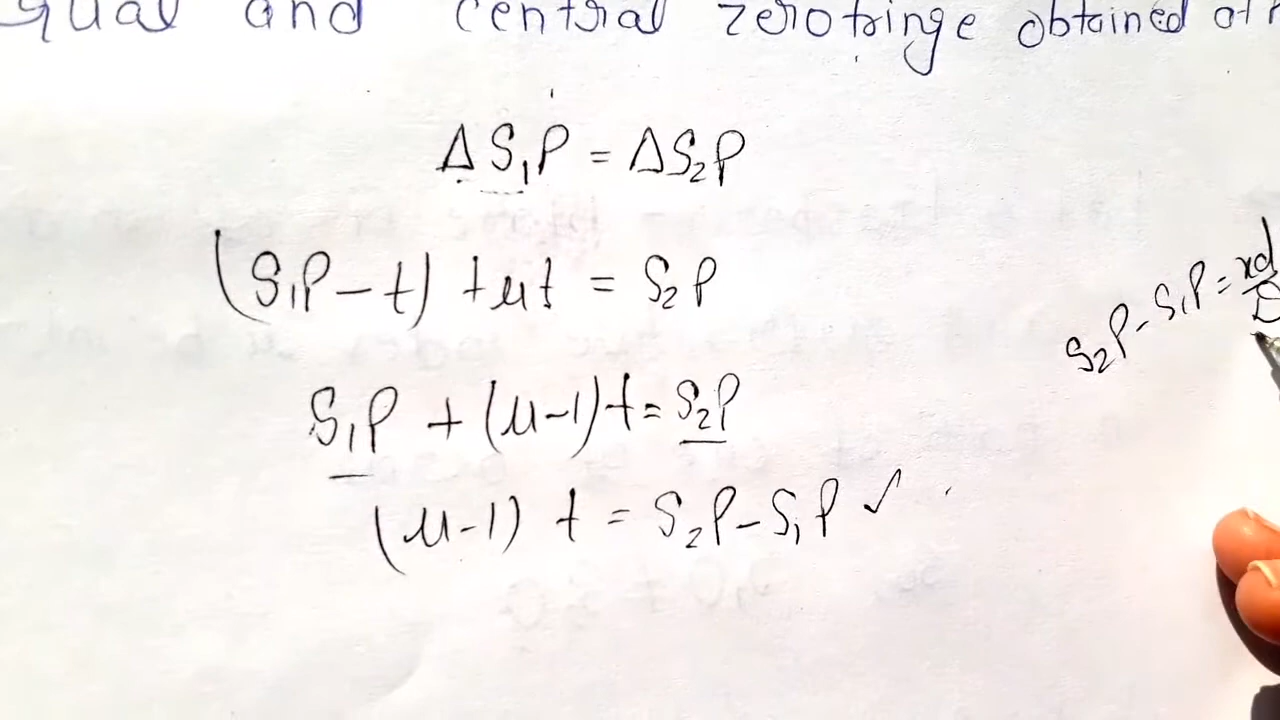 and central zero fringe obtained at
Δ S₁P = ΔS₂P
(S₁P - t) + μt = S₂P
S₂P - S₁P = xd/D
S₁P + (μ-1)t = S₂P
(μ-1) t = S₂P - S₁P ✓